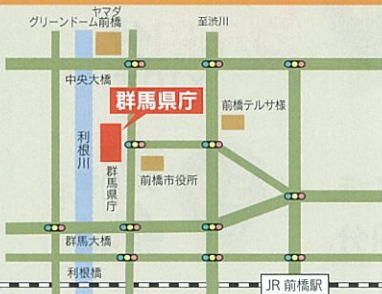 ヤマダ
グリーンドーム前橋
至渋川
中央大橋
群馬県庁
前橋テルサ様
利根川
群馬県庁
前橋市役所
群馬大橋
利根橋
JR 前橋駅